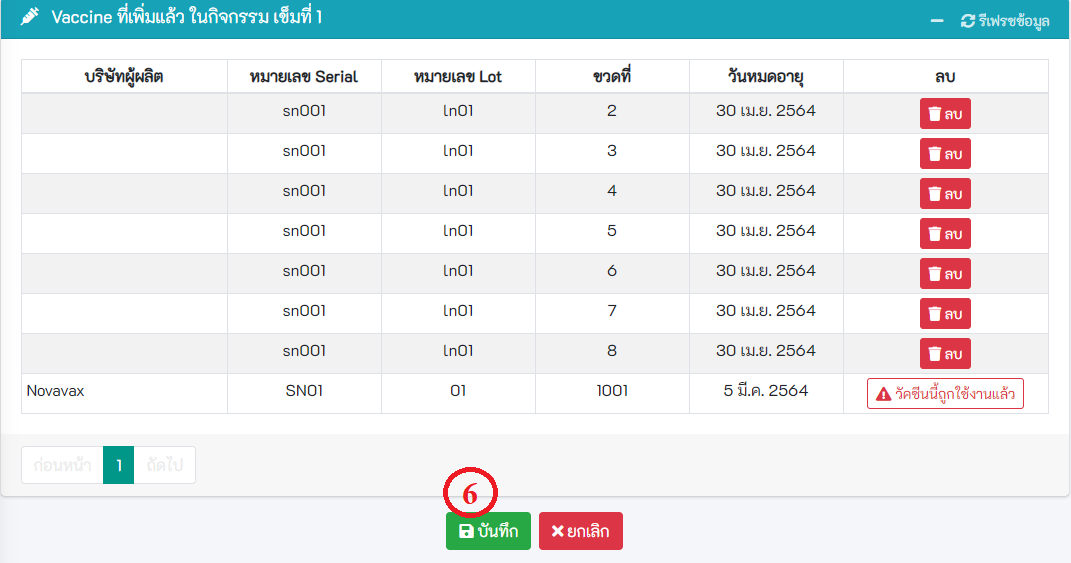 Vaccine ที่เพิ่มแล้ว ในกิจกรรม เข็มที่ 1 รีเฟรชข้อมูล
บริษัทผู้ผลิต หมายเลข Serial หมายเลข Lot ขวดที่ วันหมดอายุ ลบ
sn001 ln01 2 30 เม.ย. 2564 ลบ
sn001 ln01 3 30 เม.ย. 2564 ลบ
sn001 ln01 4 30 เม.ย. 2564 ลบ
sn001 ln01 5 30 เม.ย. 2564 ลบ
sn001 ln01 6 30 เม.ย. 2564 ลบ
sn001 ln01 7 30 เม.ย. 2564 ลบ
sn001 ln01 8 30 เม.ย. 2564 ลบ
Novavax SN01 01 1001 5 มี.ค. 2564 วัคซีนนี้ถูกใช้งานแล้ว
ก่อนหน้า 1 ถัดไป
6
บันทึก ยกเลิก